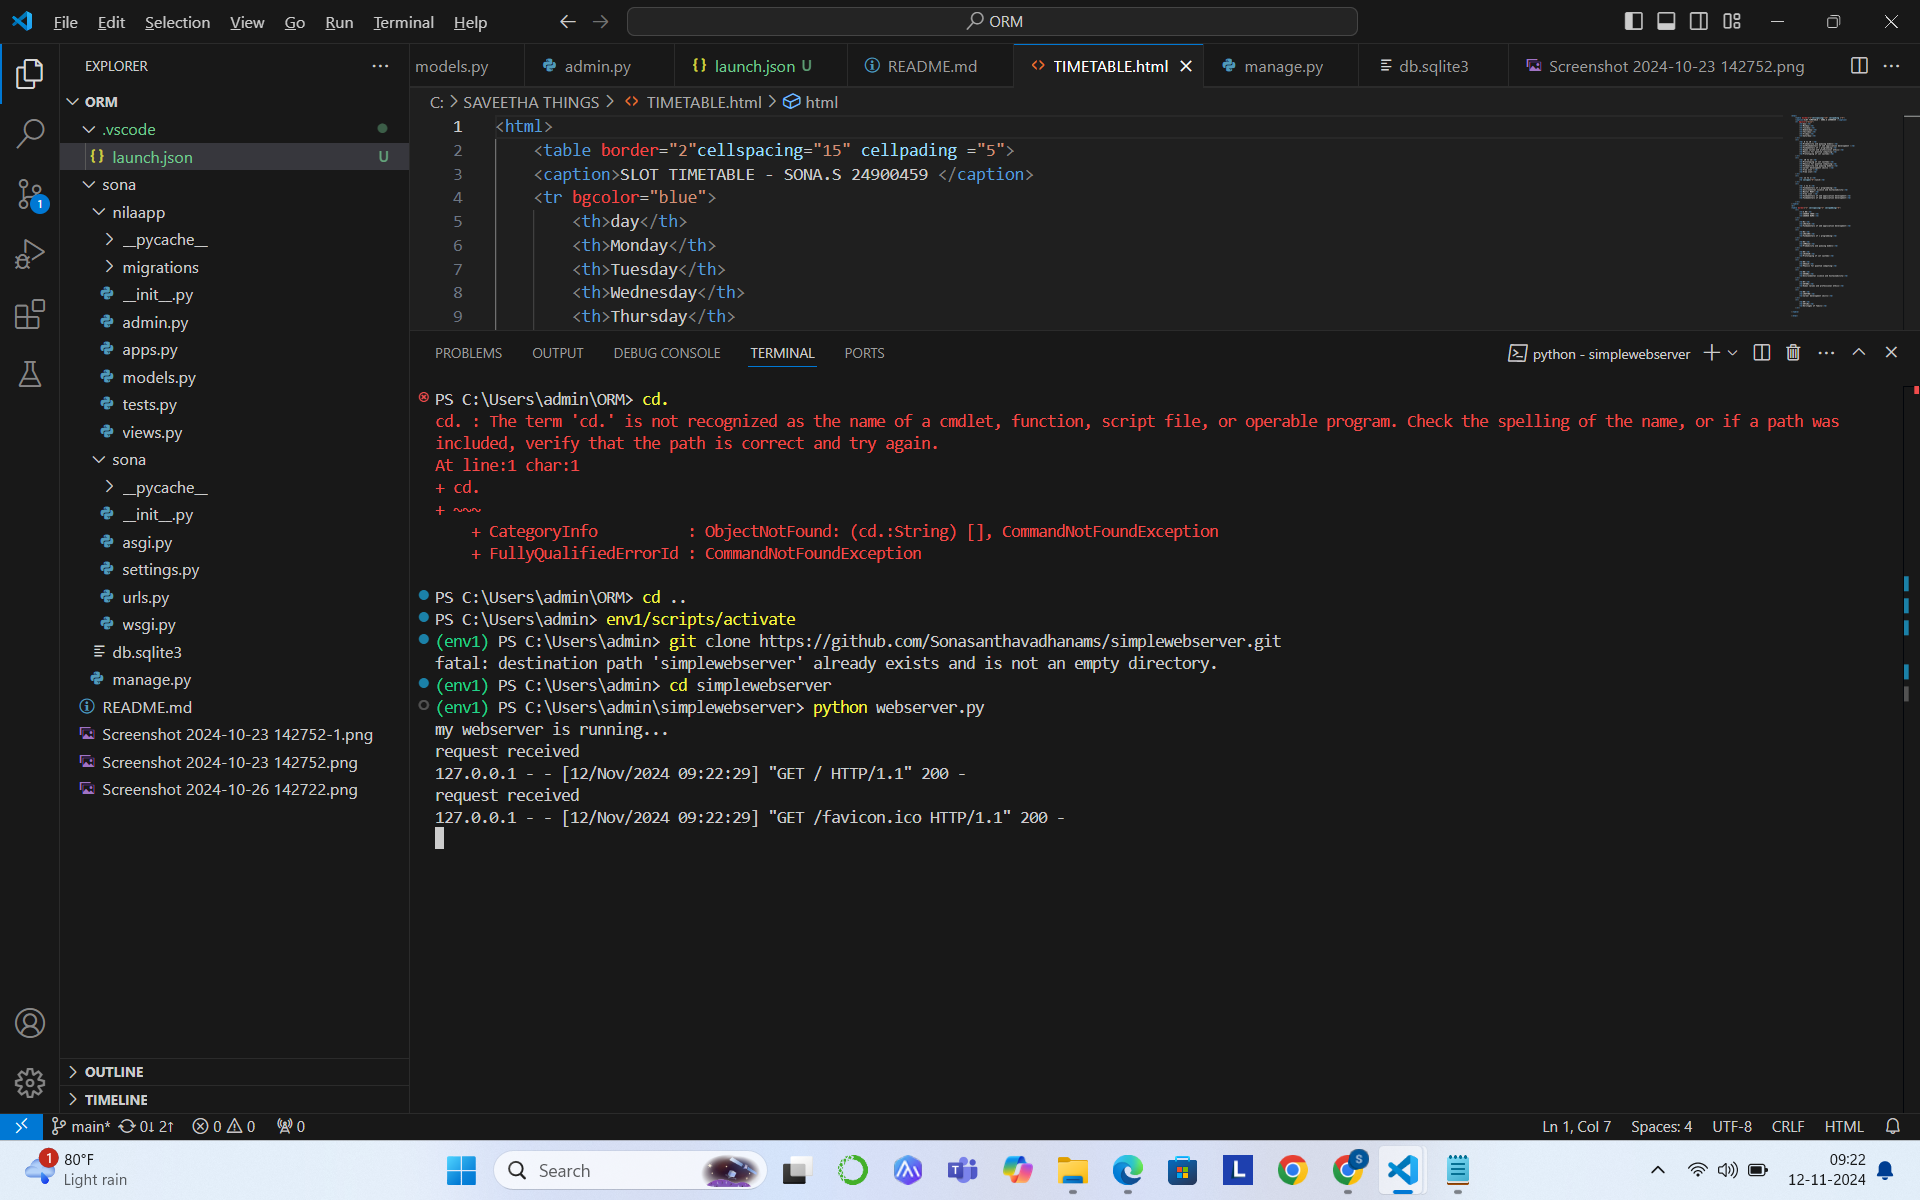 File Edit Selection View Go Run Terminal Help
ORM
EXPLORER
ORM
.vscode
launch.json U
sona
nilaapp
__pycache__
migrations
__init__.py
admin.py
apps.py
models.py
tests.py
views.py
sona
__pycache__
__init__.py
asgi.py
settings.py
urls.py
wsgi.py
db.sqlite3
manage.py
README.md
Screenshot 2024-10-23 142752-1.png
Screenshot 2024-10-23 142752.png
Screenshot 2024-10-26 142722.png
OUTLINE
TIMELINE
1
models.py admin.py launch.json U README.md TIMETABLE.html manage.py db.sqlite3 Screenshot 2024-10-23 142752.png
C: > SAVEETHA THINGS > TIMETABLE.html > html
1 <html>
2 <table border="2"cellspacing="15" cellpading ="5">
3 <caption>SLOT TIMETABLE - SONA.S 24900459 </caption>
4 <tr bgcolor="blue">
5 <th>day</th>
6 <th>Monday</th>
7 <th>Tuesday</th>
8 <th>Wednesday</th>
9 <th>Thursday</th>
PROBLEMS OUTPUT DEBUG CONSOLE TERMINAL PORTS
python - simplewebserver
PS C:\Users\admin\ORM> cd.
cd. : The term 'cd.' is not recognized as the name of a cmdlet, function, script file, or operable program. Check the spelling of the name, or if a path was
included, verify that the path is correct and try again.
At line:1 char:1
+ cd.
+ ~~~
+ CategoryInfo : ObjectNotFound: (cd.:String) [], CommandNotFoundException
+ FullyQualifiedErrorId : CommandNotFoundException
PS C:\Users\admin\ORM> cd ..
PS C:\Users\admin> env1/scripts/activate
(env1) PS C:\Users\admin> git clone https://github.com/Sonasanthavadhanams/simplewebserver.git
fatal: destination path 'simplewebserver' already exists and is not an empty directory.
(env1) PS C:\Users\admin> cd simplewebserver
(env1) PS C:\Users\admin\simplewebserver> python webserver.py
my webserver is running...
request received
127.0.0.1 - - [12/Nov/2024 09:22:29] "GET / HTTP/1.1" 200 -
request received
127.0.0.1 - - [12/Nov/2024 09:22:29] "GET /favicon.ico HTTP/1.1" 200 -
main* 0↓ 2↑ 0 0 0
Ln 1, Col 7 Spaces: 4 UTF-8 CRLF HTML
1
80°F
Light rain
Search
L
S
09:22
12-11-2024